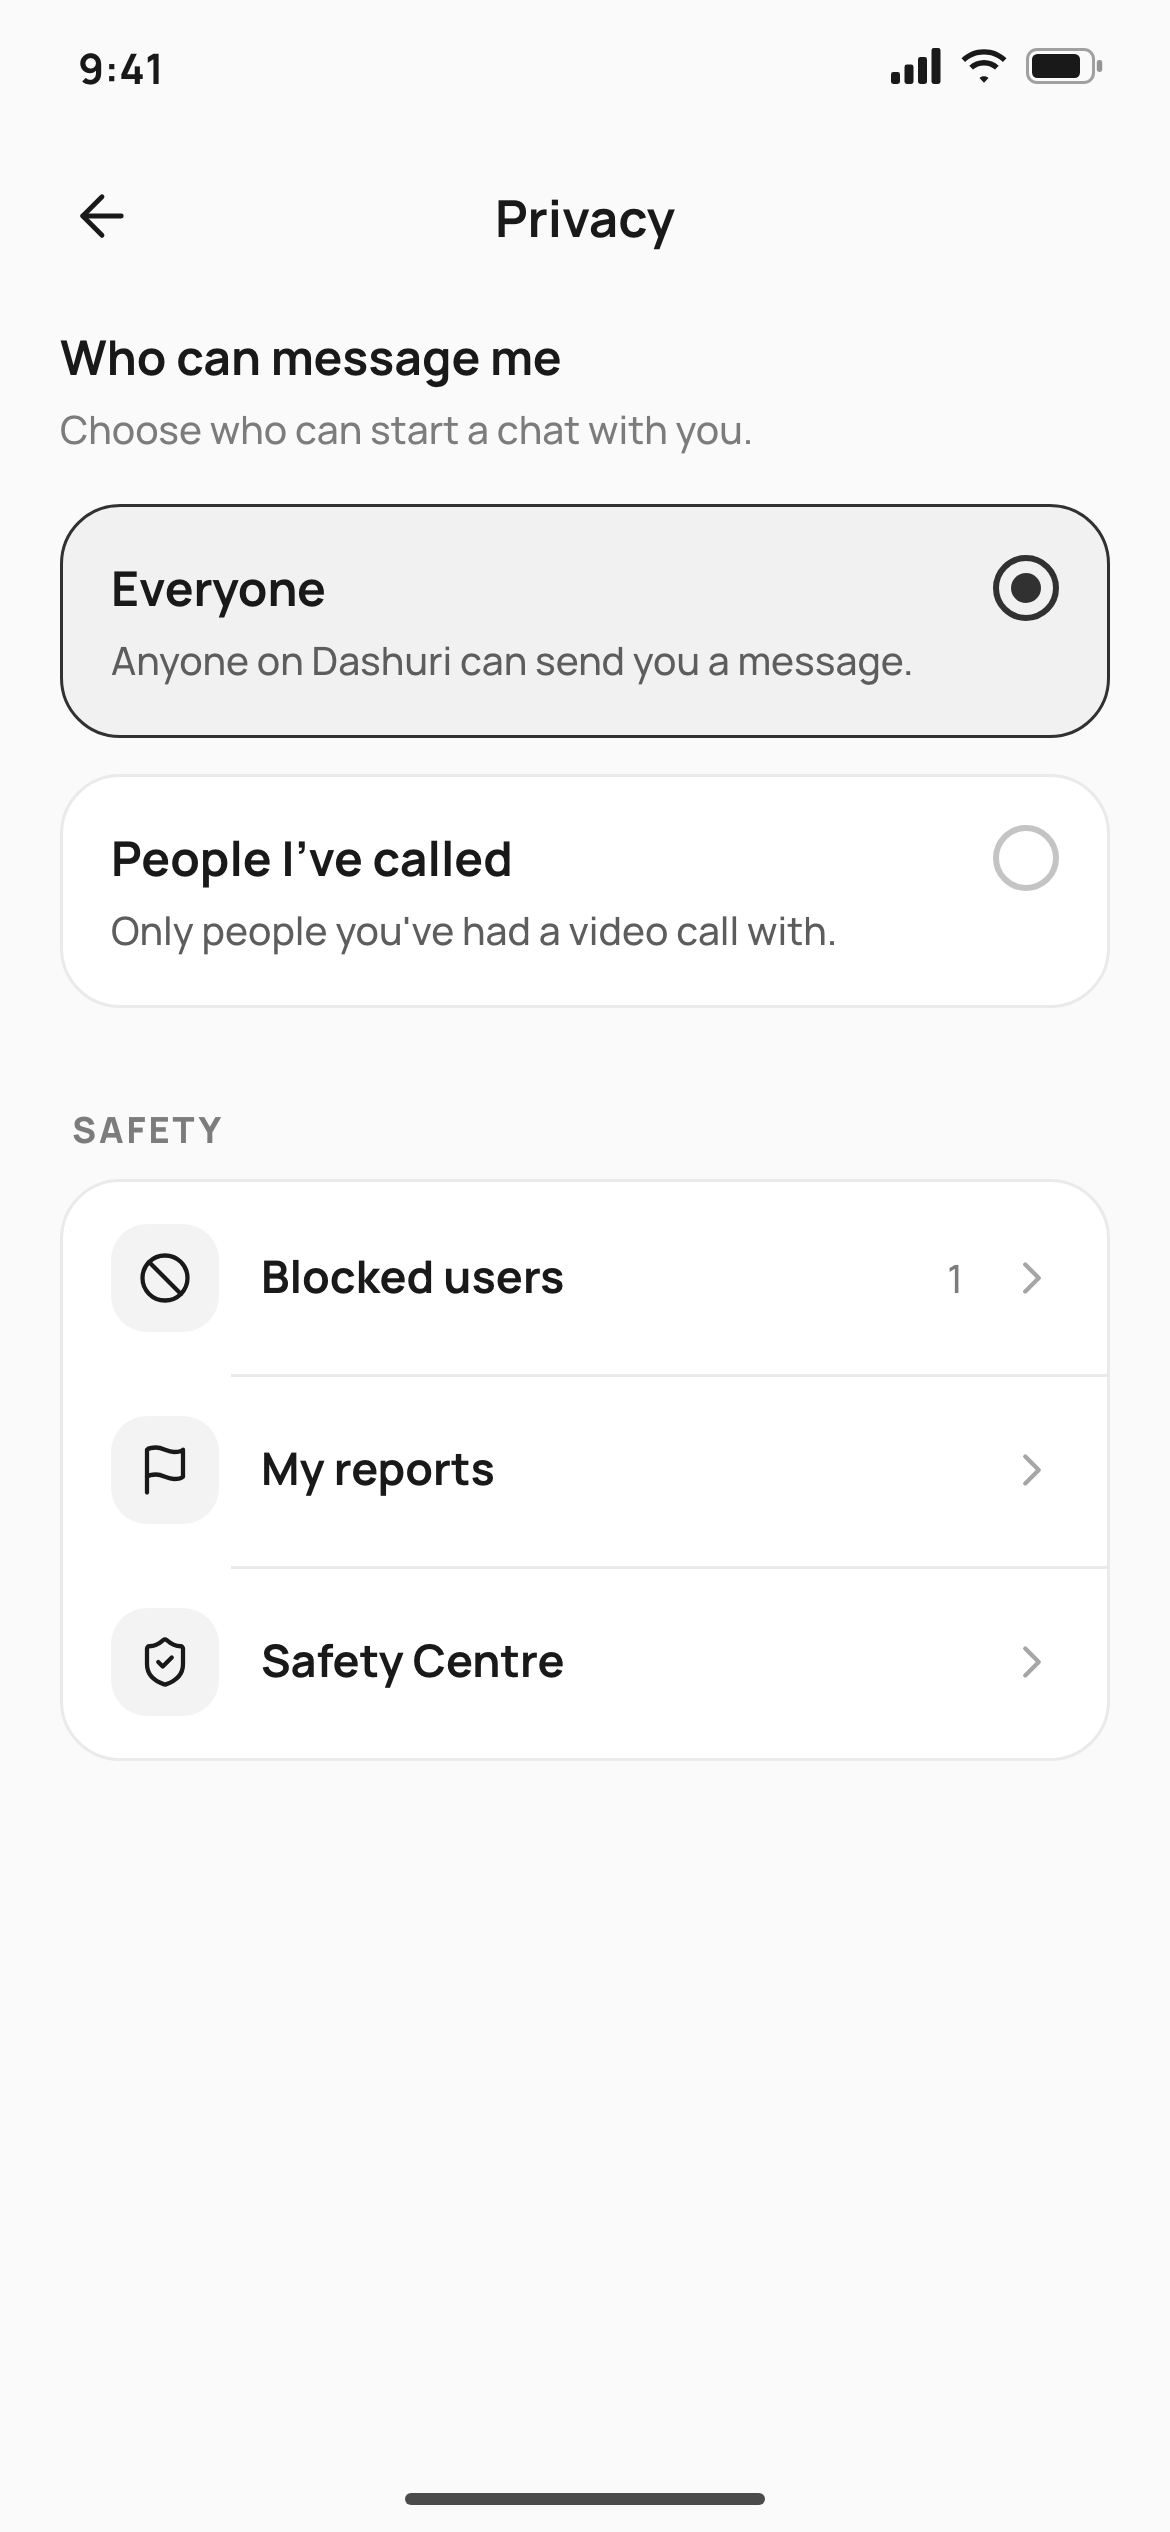 9:41
Privacy
Who can message me
Choose who can start a chat with you.
Everyone
Anyone on Dashuri can send you a message.
People I’ve called
Only people you've had a video call with.
SAFETY
Blocked users 1
My reports
Safety Centre